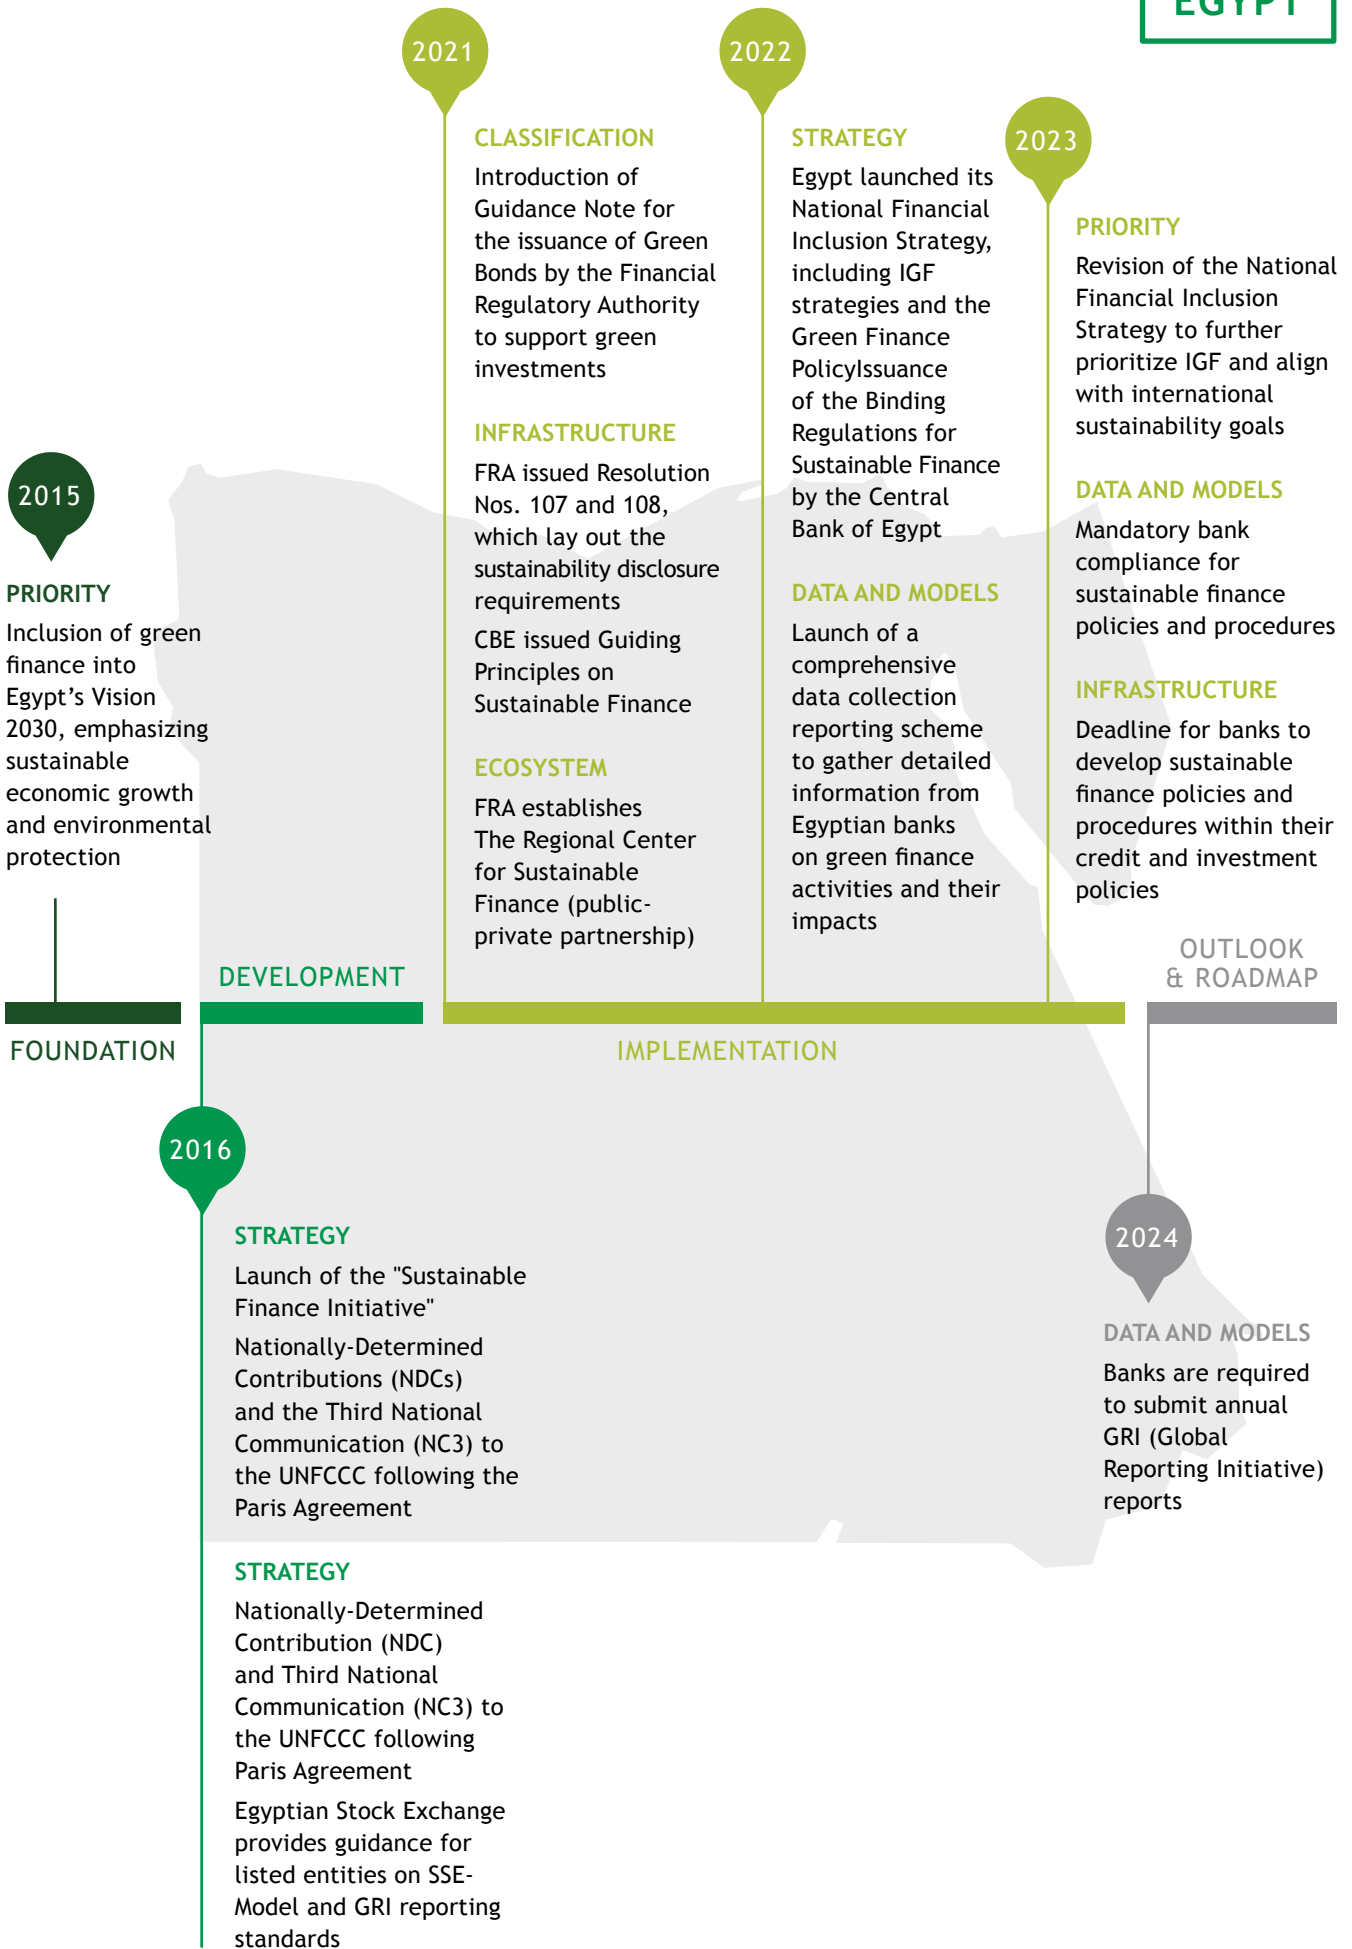 EGYPT
2021
CLASSIFICATION
Introduction of
Guidance Note for
the issuance of Green
Bonds by the Financial
Regulatory Authority
to support green
investments
INFRASTRUCTURE
FRA issued Resolution
Nos. 107 and 108,
which lay out the
sustainability disclosure
requirements
CBE issued Guiding
Principles on
Sustainable Finance
ECOSYSTEM
FRA establishes
The Regional Center
for Sustainable
Finance (public-
private partnership)
2022
STRATEGY
Egypt launched its
National Financial
Inclusion Strategy,
including IGF
strategies and the
Green Finance
PolicyIssuance
of the Binding
Regulations for
Sustainable Finance
by the Central
Bank of Egypt
DATA AND MODELS
Launch of a
comprehensive
data collection
reporting scheme
to gather detailed
information from
Egyptian banks
on green finance
activities and their
impacts
2023
PRIORITY
Revision of the National
Financial Inclusion
Strategy to further
prioritize IGF and align
with international
sustainability goals
DATA AND MODELS
Mandatory bank
compliance for
sustainable finance
policies and procedures
INFRASTRUCTURE
Deadline for banks to
develop sustainable
finance policies and
procedures within their
credit and investment
policies
2015
PRIORITY
Inclusion of green
finance into
Egypt’s Vision
2030, emphasizing
sustainable
economic growth
and environmental
protection
DEVELOPMENT
OUTLOOK
& ROADMAP
FOUNDATION
IMPLEMENTATION
2016
STRATEGY
Launch of the "Sustainable
Finance Initiative"
Nationally-Determined
Contributions (NDCs)
and the Third National
Communication (NC3) to
the UNFCCC following the
Paris Agreement
STRATEGY
Nationally-Determined
Contribution (NDC)
and Third National
Communication (NC3) to
the UNFCCC following
Paris Agreement
Egyptian Stock Exchange
provides guidance for
listed entities on SSE-
Model and GRI reporting
standards
2024
DATA AND MODELS
Banks are required
to submit annual
GRI (Global
Reporting Initiative)
reports